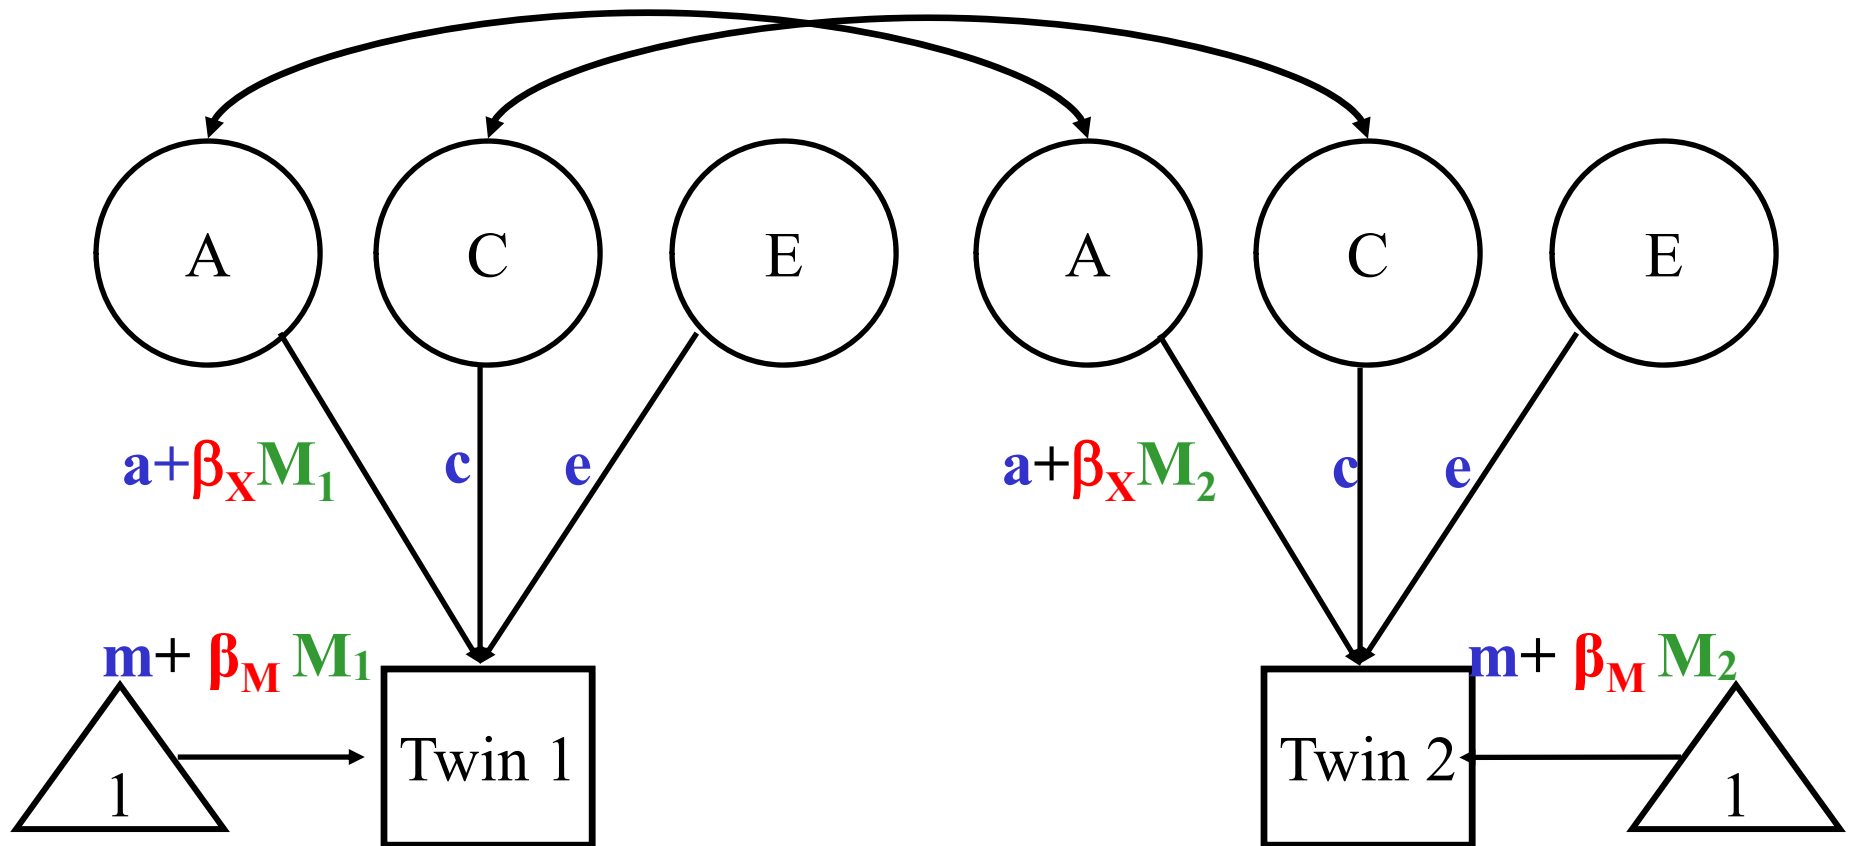 A C E A C E
a+βXM1 c e a+βXM2 c e
m+ βM M1 m+ βM M2
1 Twin 1 Twin 2 1